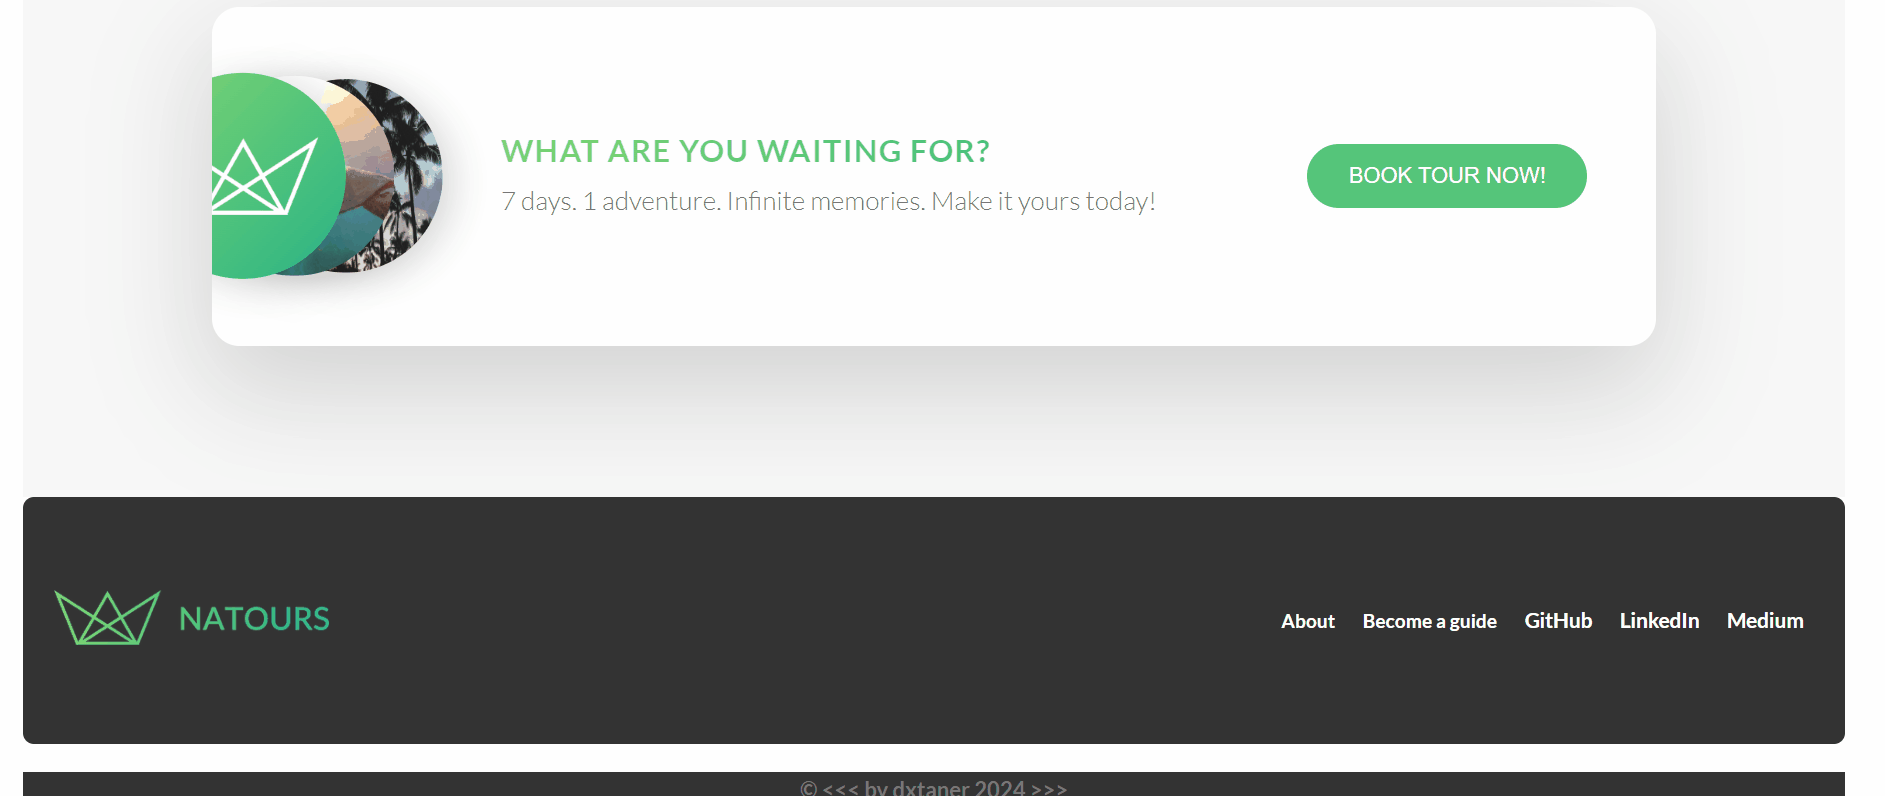 WHAT ARE YOU WAITING FOR?
7 days. 1 adventure. Infinite memories. Make it yours today!
BOOK TOUR NOW!
NATOURS
About Become a guide GitHub LinkedIn Medium
© <<< by dxtaner 2024 >>>